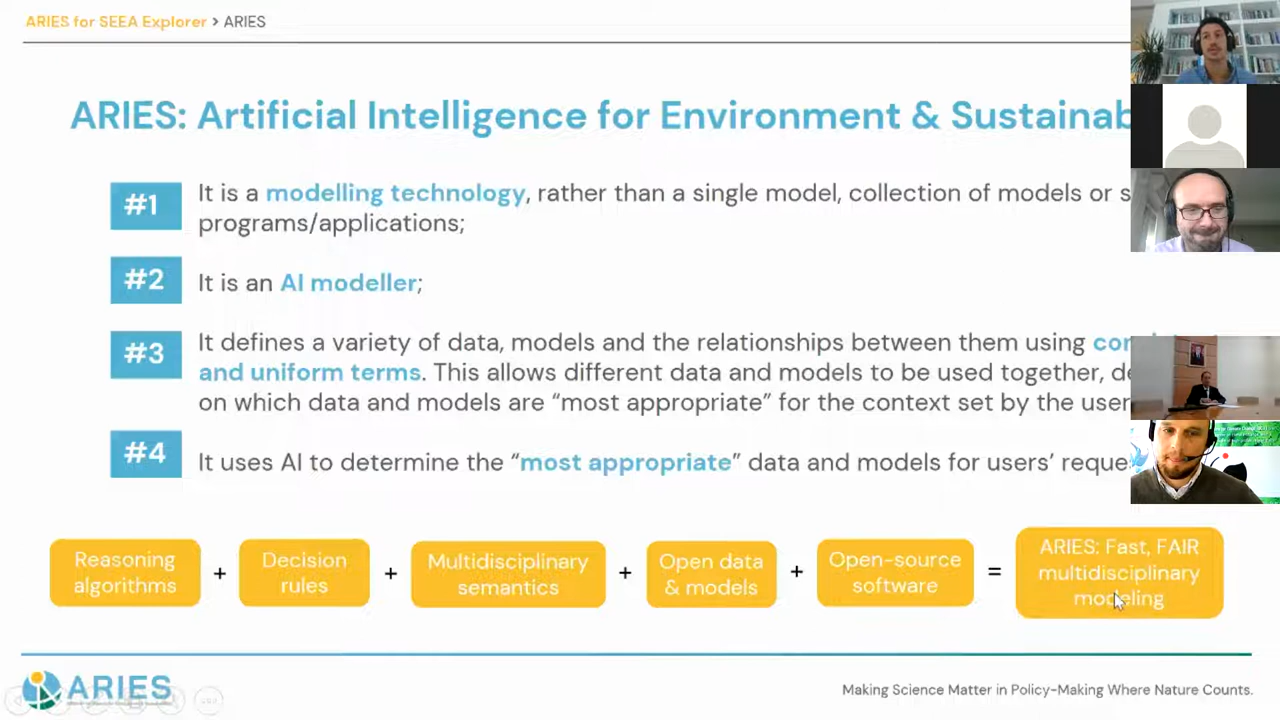 ARIES for SEEA Explorer > ARIES
ARIES: Artificial Intelligence for Environment & Sustainab
#1
It is a modelling technology, rather than a single model, collection of models or s
programs/applications;
#2
It is an AI modeller;
#3
It defines a variety of data, models and the relationships between them using con
and uniform terms. This allows different data and models to be used together, de
on which data and models are “most appropriate” for the context set by the user
#4
It uses AI to determine the “most appropriate” data and models for users’ reque
Reasoning
algorithms
+
Decision
rules
+
Multidisciplinary
semantics
+
Open data
& models
+
Open-source
software
=
ARIES: Fast, FAIR
multidisciplinary
modeling
ARIES
Making Science Matter in Policy-Making Where Nature Counts.